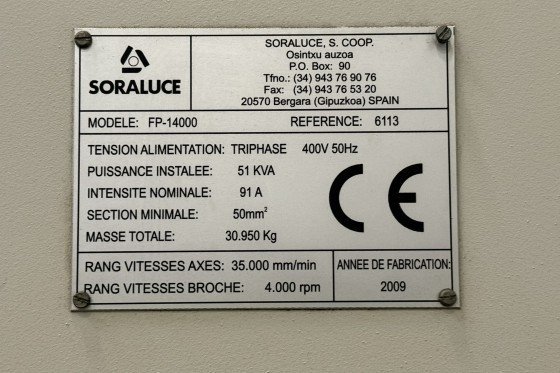 SORALUCE
SORALUCE, S. COOP.
Osintxu auzoa
P.O. Box: 90
Tfno.: (34) 943 76 90 76
Fax: (34) 943 76 53 20
20570 Bergara (Gipuzkoa) SPAIN
MODELE: FP-14000 REFERENCE: 6113
TENSION ALIMENTATION: TRIPHASE 400V 50Hz
PUISSANCE INSTALEE: 51 KVA
INTENSITE NOMINALE: 91 A
SECTION MINIMALE: 50mm²
MASSE TOTALE: 30.950 Kg
CE
RANG VITESSES AXES: 35.000 mm/min
RANG VITESSES BROCHE: 4.000 rpm
ANNEE DE FABRICATION:
2009